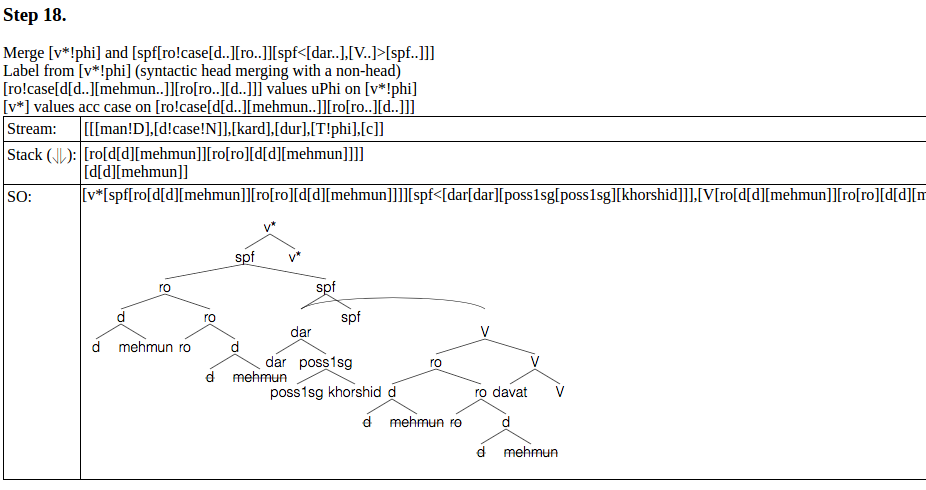 Step 18.
Merge [v*!phi] and [spf[ro!case[d..][ro..]][spf<[dar..],[V..]>[spf..]]]
Label from [v*!phi] (syntactic head merging with a non-head)
[ro!case[d[d..][mehmun..]][ro[ro..][d..]]] values uPhi on [v*!phi]
[v*] values acc case on [ro!case[d[d..][mehmun..]][ro[ro..][d..]]]
Stream: [[[man!D],[d!case!N]],[kard],[dur],[T!phi],[c]]
Stack (⥯): [ro[d[d][mehmun]][ro[ro][d[d][mehmun]]]]
[d[d][mehmun]]
SO: [v*[spf[ro[d[d][mehmun]][ro[ro][d[d][mehmun]]]][spf<[dar[dar][poss1sg[poss1sg][khorshid]]],[V[ro[d[d][mehmun]][ro[ro][d[d][m
v*
spf v*
ro spf
d ro spf
dar V
d mehmun ro d
dar poss1sg ro V
d mehmun
poss1sg khorshid d ro davat V
d mehmun ro d
d mehmun